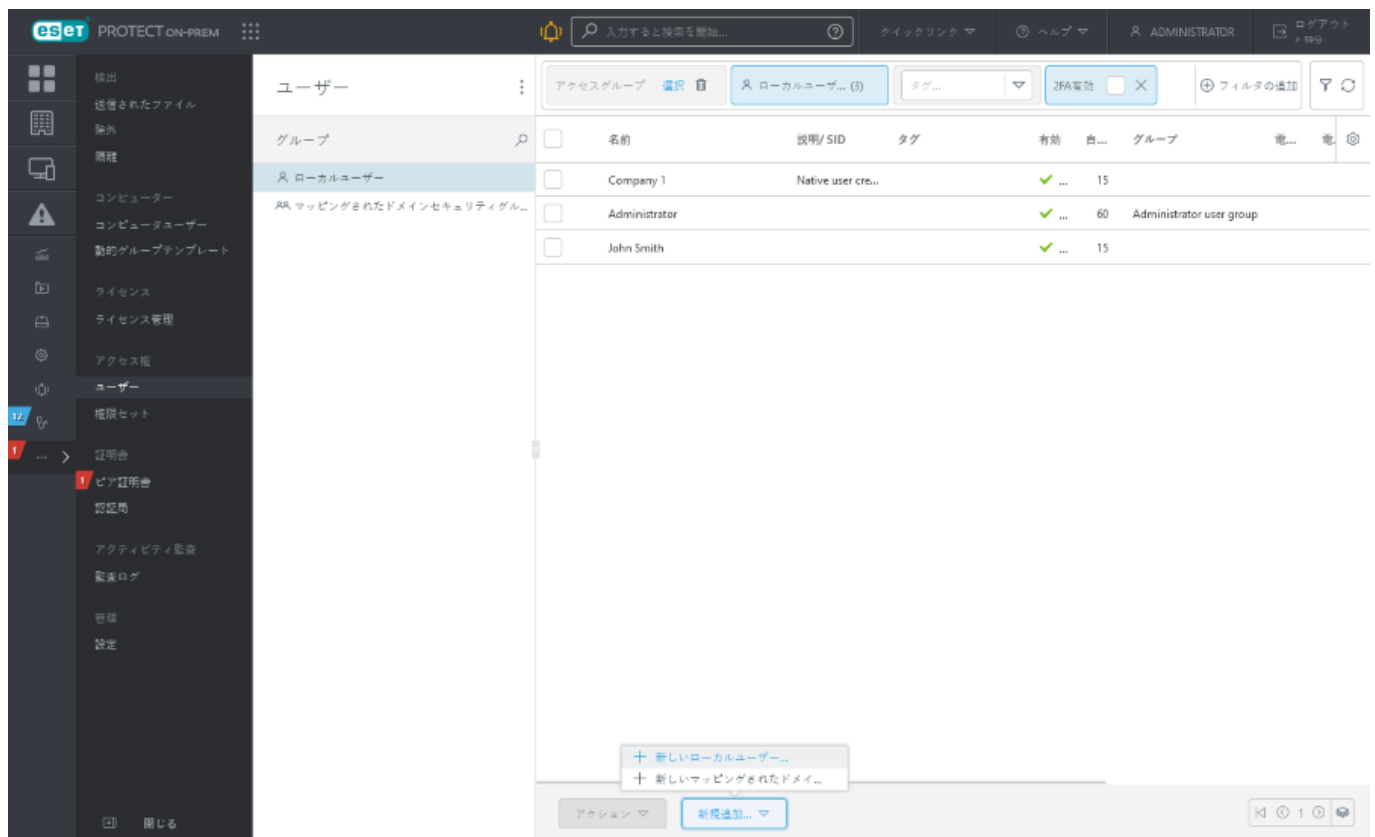 eset PROTECT ON-PREM
入力すると検索を開始...
クイックリンク
ヘルプ
ADMINISTRATOR
ログアウト
> 59分
検出
送信されたファイル
除外
隔離
コンピューター
コンピュータユーザー
動的グループテンプレート
ライセンス
ライセンス管理
アクセス権
ユーザー
権限セット
証明書
ピア証明書
認証局
アクティビティ監査
監査ログ
管理
設定
閉じる
12
1
1
ユーザー
グループ
ローカルユーザー
マッピングされたドメインセキュリティグル...
アクセスグループ 選択
ローカルユーザ... (3)
タグ...
2FA有効
フィルタの追加
名前 説明/ SID タグ 有効 自... グループ 電... 電.
Company 1 Native user cre... ... 15
Administrator ... 60 Administrator user group
John Smith ... 15
新しいローカルユーザー...
新しいマッピングされたドメイ...
アクション
新規追加...
1